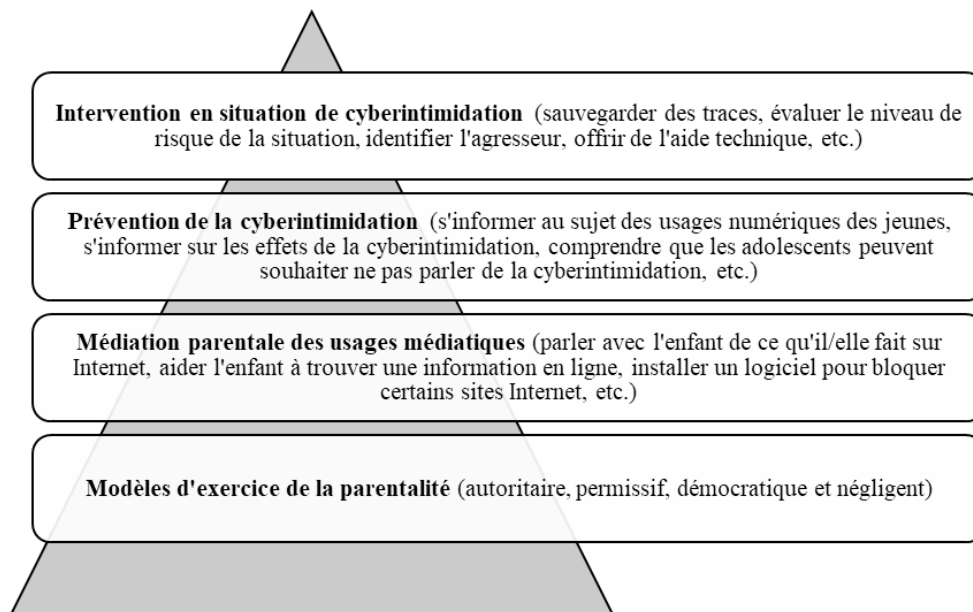 Intervention en situation de cyberintimidation (sauvegarder des traces, évaluer le niveau de
risque de la situation, identifier l'agresseur, offrir de l'aide technique, etc.)
Prévention de la cyberintimidation (s'informer au sujet des usages numériques des jeunes,
s'informer sur les effets de la cyberintimidation, comprendre que les adolescents peuvent
souhaiter ne pas parler de la cyberintimidation, etc.)
Médiation parentale des usages médiatiques (parler avec l'enfant de ce qu'il/elle fait sur
Internet, aider l'enfant à trouver une information en ligne, installer un logiciel pour bloquer
certains sites Internet, etc.)
Modèles d'exercice de la parentalité (autoritaire, permissif, démocratique et négligent)